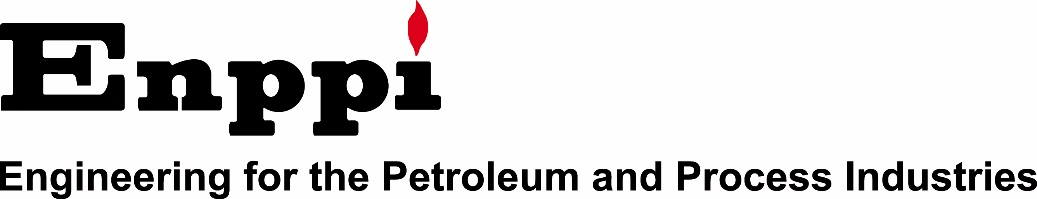 Enppi
Engineering for the Petroleum and Process Industries